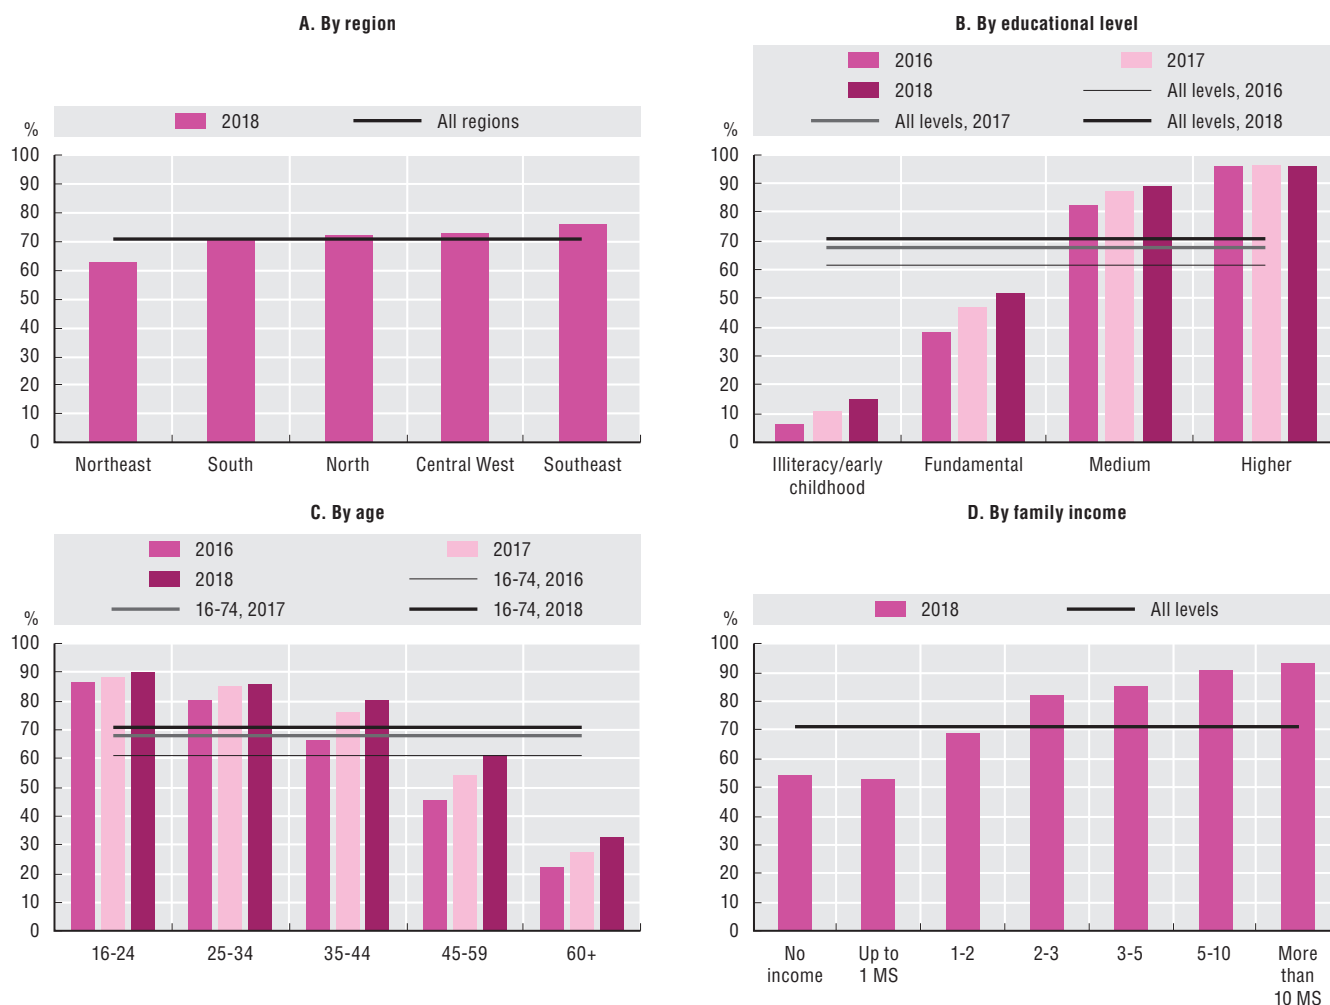 A. By region
2018
All regions
%
100
90
80
70
60
50
40
30
20
10
0
Northeast
South
North
Central West
Southeast
B. By educational level
2016
2017
2018
All levels, 2016
All levels, 2017
All levels, 2018
%
100
90
80
70
60
50
40
30
20
10
0
Illiteracy/early
childhood
Fundamental
Medium
Higher
C. By age
2016
2017
2018
16-74, 2016
16-74, 2017
16-74, 2018
%
100
90
80
70
60
50
40
30
20
10
0
16-24
25-34
35-44
45-59
60+
D. By family income
2018
All levels
%
100
90
80
70
60
50
40
30
20
10
0
No
income
Up to
1 MS
1-2
2-3
3-5
5-10
More
than
10 MS